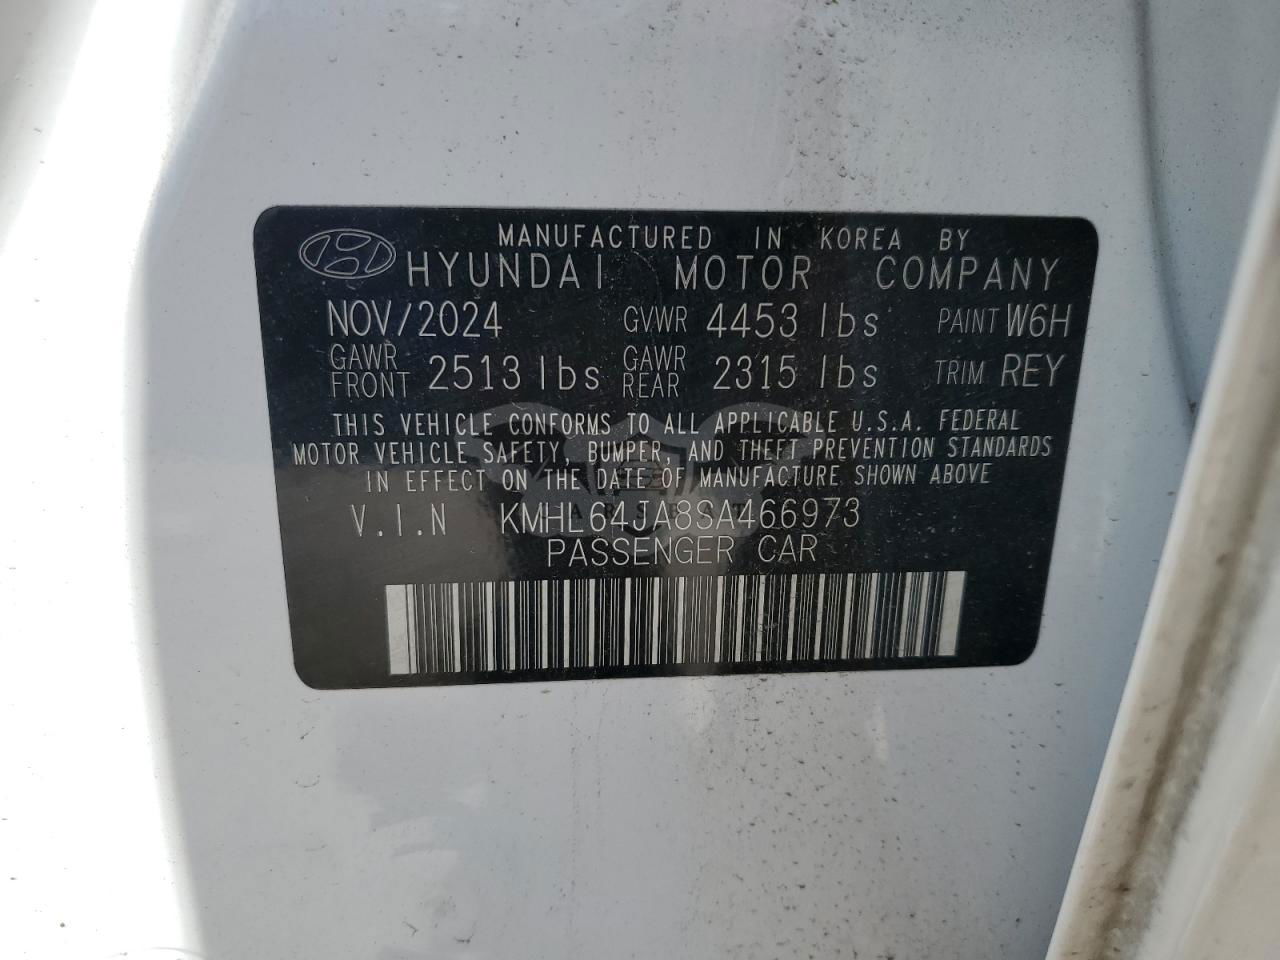 MANUFACTURED IN KOREA BY
HYUNDAI MOTOR COMPANY
NOV/2024 GVWR 4453 lbs PAINT W6H
GAWR FRONT 2513 lbs GAWR REAR 2315 lbs TRIM REY
THIS VEHICLE CONFORMS TO ALL APPLICABLE U.S.A. FEDERAL
MOTOR VEHICLE SAFETY, BUMPER, AND THEFT PREVENTION STANDARDS
IN EFFECT ON THE DATE OF MANUFACTURE SHOWN ABOVE
V.I.N KMHL64JA8SA466973
PASSENGER CAR